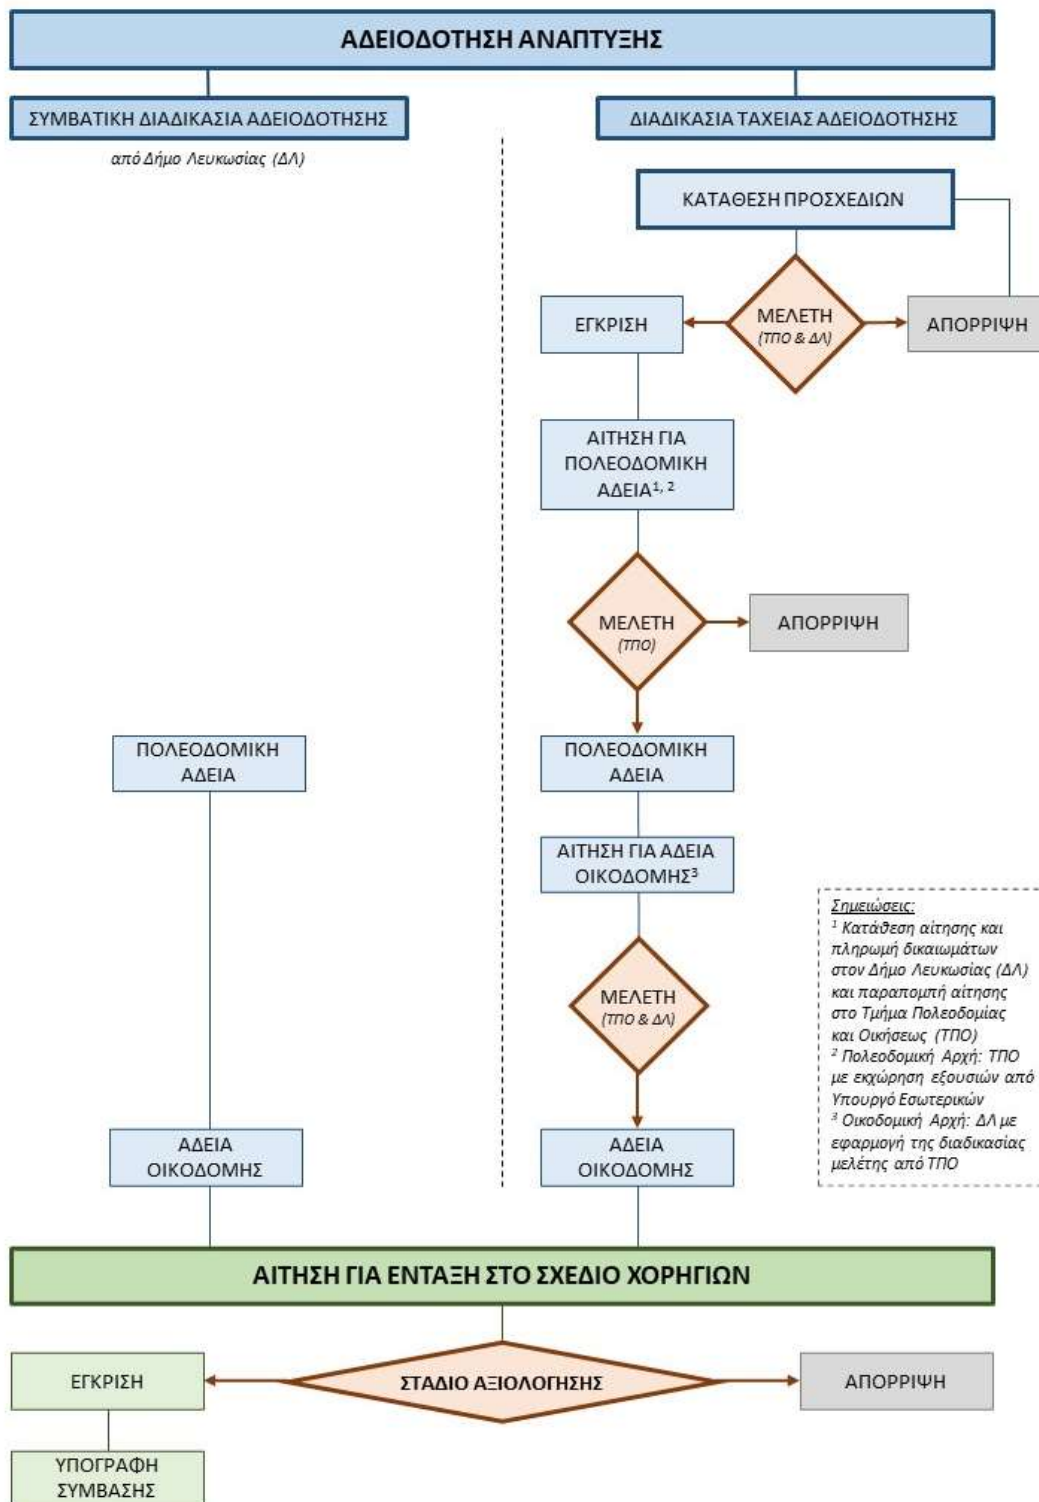 ΑΔΕΙΟΔΟΤΗΣΗ ΑΝΑΠΤΥΞΗΣ
ΣΥΜΒΑΤΙΚΗ ΔΙΑΔΙΚΑΣΙΑ ΑΔΕΙΟΔΟΤΗΣΗΣ
από Δήμο Λευκωσίας (ΔΛ)
ΔΙΑΔΙΚΑΣΙΑ ΤΑΧΕΙΑΣ ΑΔΕΙΟΔΟΤΗΣΗΣ
ΚΑΤΑΘΕΣΗ ΠΡΟΣΧΕΔΙΩΝ
ΕΓΚΡΙΣΗ
ΜΕΛΕΤΗ
(ΤΠΟ & ΔΛ)
ΑΠΟΡΡΙΨΗ
ΑΙΤΗΣΗ ΓΙΑ
ΠΟΛΕΟΔΟΜΙΚΗ
ΑΔΕΙΑ¹, ²
ΜΕΛΕΤΗ
(ΤΠΟ)
ΑΠΟΡΡΙΨΗ
ΠΟΛΕΟΔΟΜΙΚΗ
ΑΔΕΙΑ
ΠΟΛΕΟΔΟΜΙΚΗ
ΑΔΕΙΑ
ΑΙΤΗΣΗ ΓΙΑ ΑΔΕΙΑ
ΟΙΚΟΔΟΜΗΣ³
ΜΕΛΕΤΗ
(ΤΠΟ & ΔΛ)
Σημειώσεις:
¹ Κατάθεση αίτησης και
πληρωμή δικαιωμάτων
στον Δήμο Λευκωσίας (ΔΛ)
και παραπομπή αίτησης
στο Τμήμα Πολεοδομίας
και Οικήσεως (ΤΠΟ)
² Πολεοδομική Αρχή: ΤΠΟ
με εκχώρηση εξουσιών από
Υπουργό Εσωτερικών
³ Οικοδομική Αρχή: ΔΛ με
εφαρμογή της διαδικασίας
μελέτης από ΤΠΟ
ΑΔΕΙΑ
ΟΙΚΟΔΟΜΗΣ
ΑΔΕΙΑ
ΟΙΚΟΔΟΜΗΣ
ΑΙΤΗΣΗ ΓΙΑ ΕΝΤΑΞΗ ΣΤΟ ΣΧΕΔΙΟ ΧΟΡΗΓΙΩΝ
ΕΓΚΡΙΣΗ
ΣΤΑΔΙΟ ΑΞΙΟΛΟΓΗΣΗΣ
ΑΠΟΡΡΙΨΗ
ΥΠΟΓΡΑΦΗ
ΣΥΜΒΑΣΗΣ